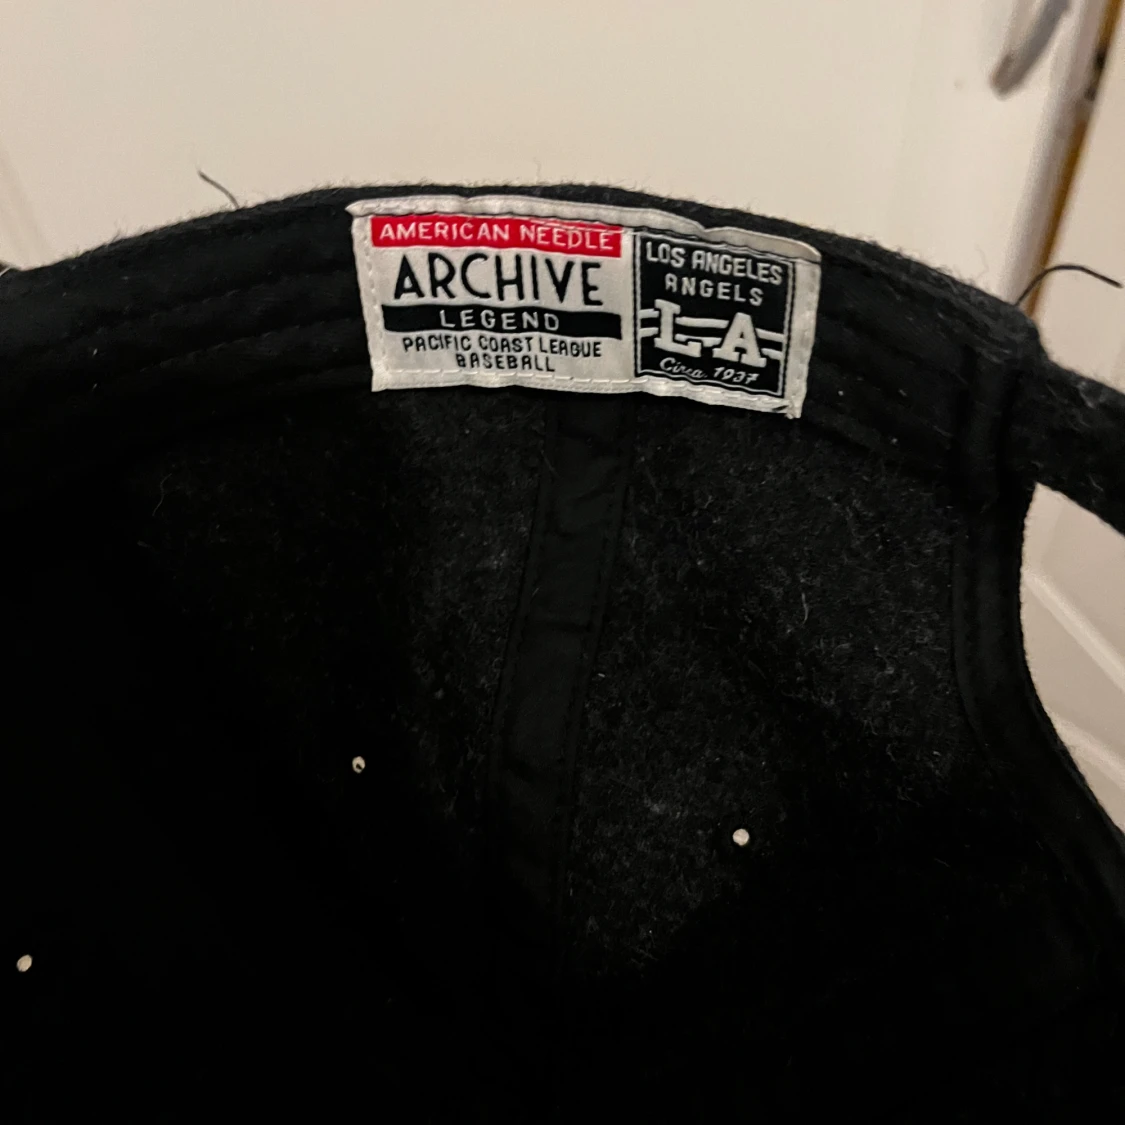 AMERICAN NEEDLE
ARCHIVE
LEGEND
PACIFIC COAST LEAGUE
BASEBALL
LOS ANGELES
ANGELS
LA
Circa. 1937